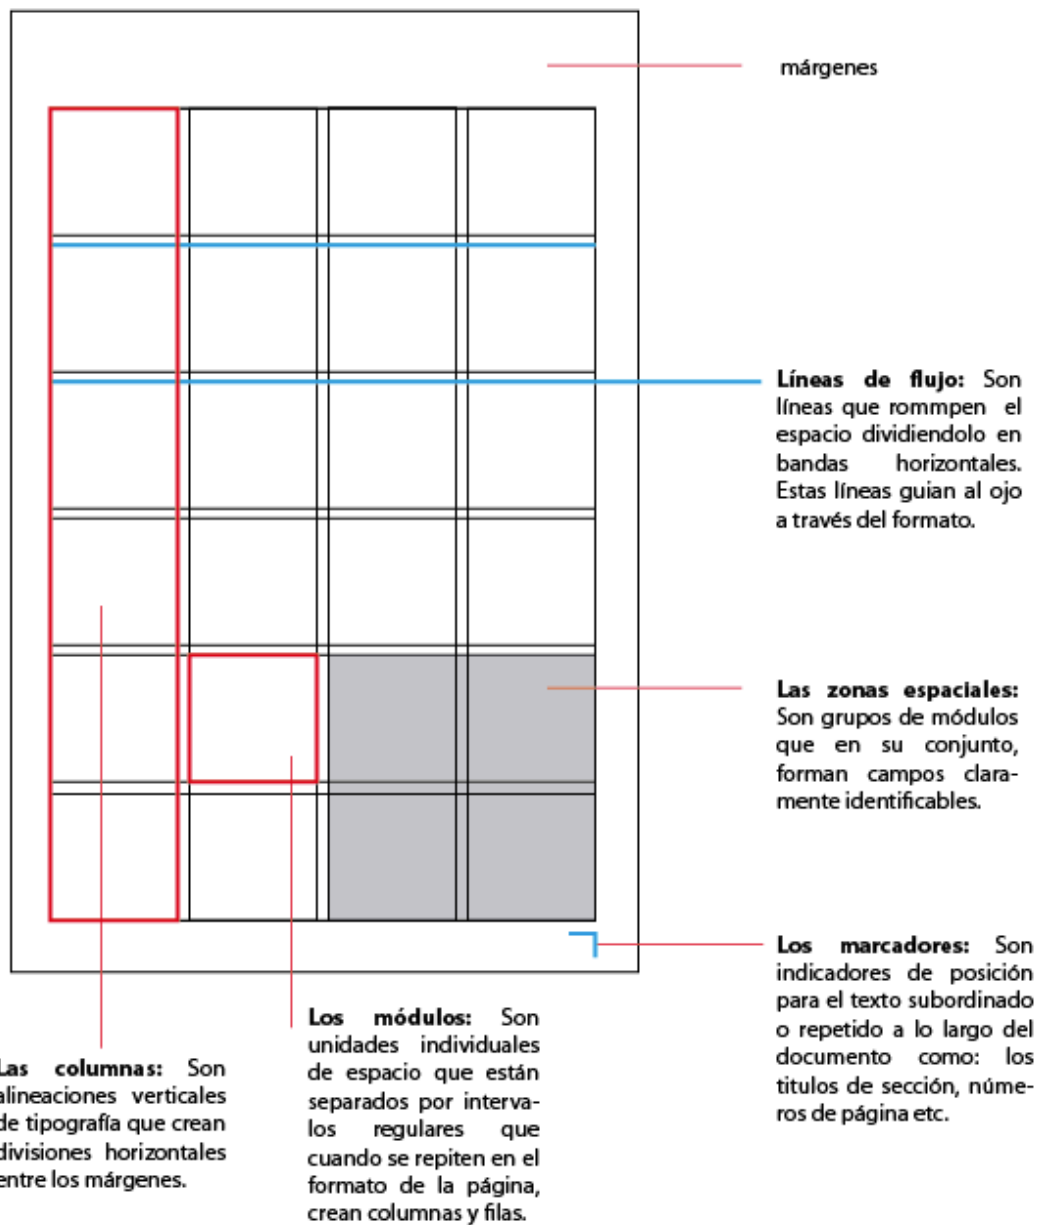 márgenes
Líneas de flujo: Son
líneas que rommpen el
espacio dividiendolo en
bandas horizontales.
Estas líneas guian al ojo
a través del formato.
Las zonas espaciales:
Son grupos de módulos
que en su conjunto,
forman campos clara-
mente identificables.
Los marcadores: Son
indicadores de posición
para el texto subordinado
o repetido a lo largo del
documento como: los
titulos de sección, núme-
ros de página etc.
Los módulos: Son
unidades individuales
de espacio que están
separados por interva-
los regulares que
cuando se repiten en el
formato de la página,
crean columnas y filas.
Las columnas: Son
alineaciones verticales
de tipografía que crean
divisiones horizontales
entre los márgenes.